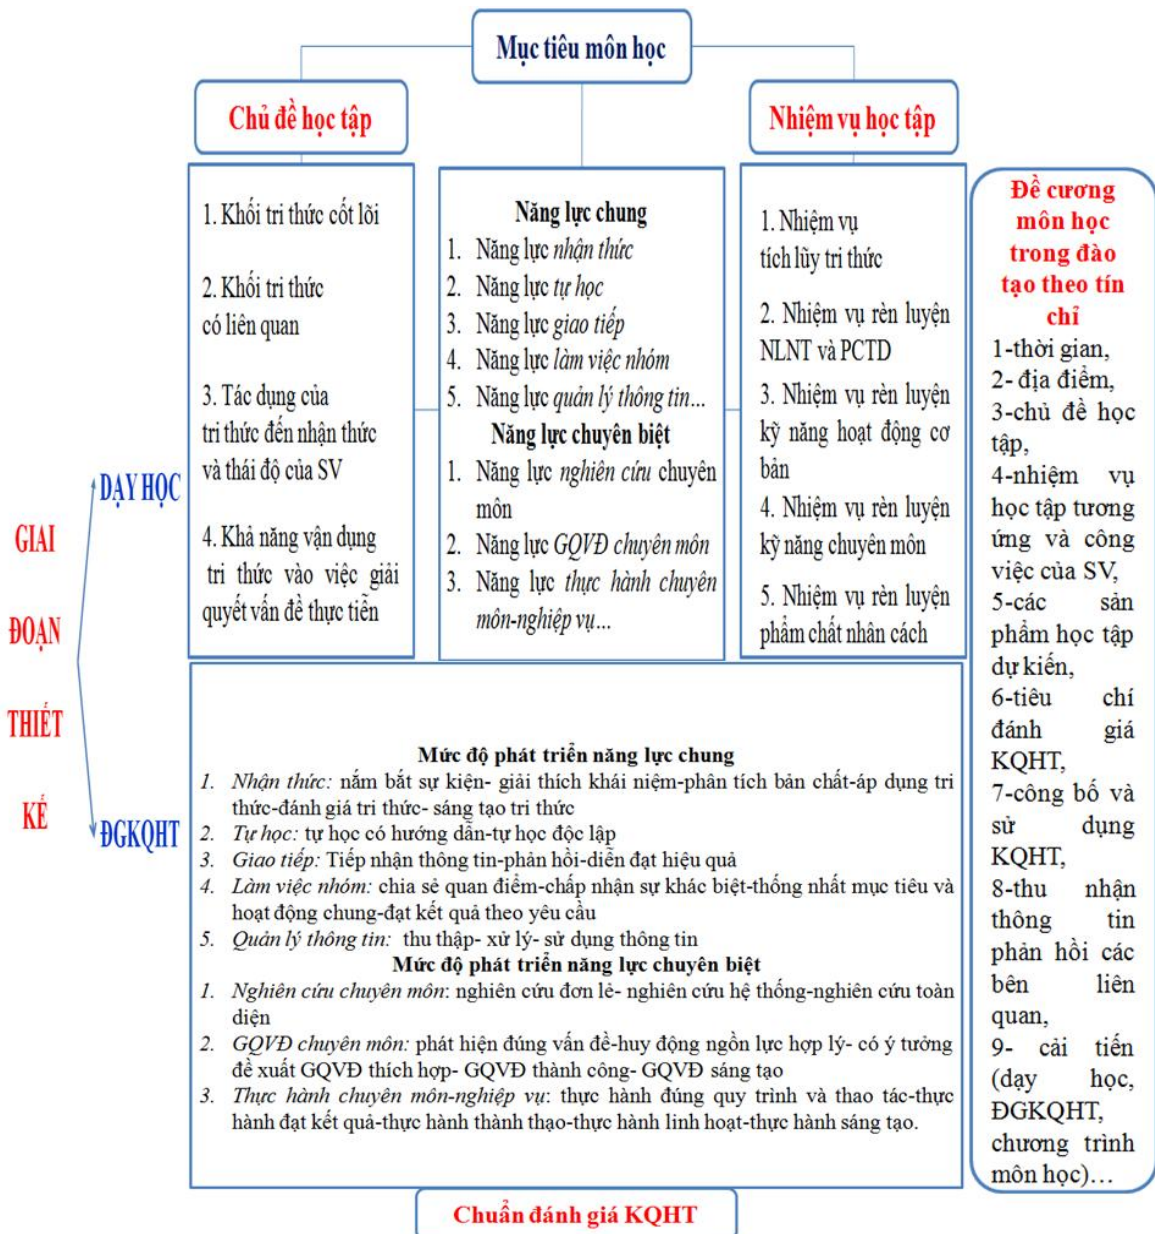 Mục tiêu môn học
Chủ đề học tập
Nhiệm vụ học tập
1. Khối tri thức cốt lõi
2. Khối tri thức
có liên quan
3. Tác dụng của
tri thức đến nhận thức
và thái độ của SV
4. Khả năng vận dụng
tri thức vào việc giải
quyết vấn đề thực tiễn
Năng lực chung
1. Năng lực nhận thức
2. Năng lực tự học
3. Năng lực giao tiếp
4. Năng lực làm việc nhóm
5. Năng lực quản lý thông tin...
Năng lực chuyên biệt
1. Năng lực nghiên cứu chuyên
môn
2. Năng lực GQVĐ chuyên môn
3. Năng lực thực hành chuyên
môn-nghiệp vụ...
1. Nhiệm vụ
tích lũy tri thức
2. Nhiệm vụ rèn luyện
NLNT và PCTD
3. Nhiệm vụ rèn luyện
kỹ năng hoạt động cơ
bản
4. Nhiệm vụ rèn luyện
kỹ năng chuyên môn
5. Nhiệm vụ rèn luyện
phẩm chất nhân cách
Đề cương
môn học
trong đào
tạo theo tín
chỉ
1-thời gian,
2- địa điểm,
3-chủ đề học
tập,
4-nhiệm vụ
học tập tương
ứng và công
việc của SV,
5-các sản
phẩm học tập
dự kiến,
6-tiêu chí
đánh giá
KQHT,
7-công bố và
sử dụng
KQHT,
8-thu nhận
thông tin
phản hồi các
bên liên
quan,
9- cải tiến
(dạy học,
ĐGKQHT,
chương trình
môn học)...
GIAI
ĐOẠN
THIẾT
KẾ
DẠY HỌC
ĐGKQHT
Mức độ phát triển năng lực chung
1. Nhận thức: nắm bắt sự kiện- giải thích khái niệm-phân tích bản chất-áp dụng tri
thức-đánh giá tri thức- sáng tạo tri thức
2. Tự học: tự học có hướng dẫn-tự học độc lập
3. Giao tiếp: Tiếp nhận thông tin-phản hồi-diễn đạt hiệu quả
4. Làm việc nhóm: chia sẻ quan điểm-chấp nhận sự khác biệt-thống nhất mục tiêu và
hoạt động chung-đạt kết quả theo yêu cầu
5. Quản lý thông tin: thu thập- xử lý- sử dụng thông tin
Mức độ phát triển năng lực chuyên biệt
1. Nghiên cứu chuyên môn: nghiên cứu đơn lẻ- nghiên cứu hệ thống-nghiên cứu toàn
diện
2. GQVĐ chuyên môn: phát hiện đúng vấn đề-huy động ngồn lực hợp lý- có ý tưởng
đề xuất GQVĐ thích hợp- GQVĐ thành công- GQVĐ sáng tạo
3. Thực hành chuyên môn-nghiệp vụ: thực hành đúng quy trình và thao tác-thực
hành đạt kết quả-thực hành thành thạo-thực hành linh hoạt-thực hành sáng tạo.
Chuẩn đánh giá KQHT